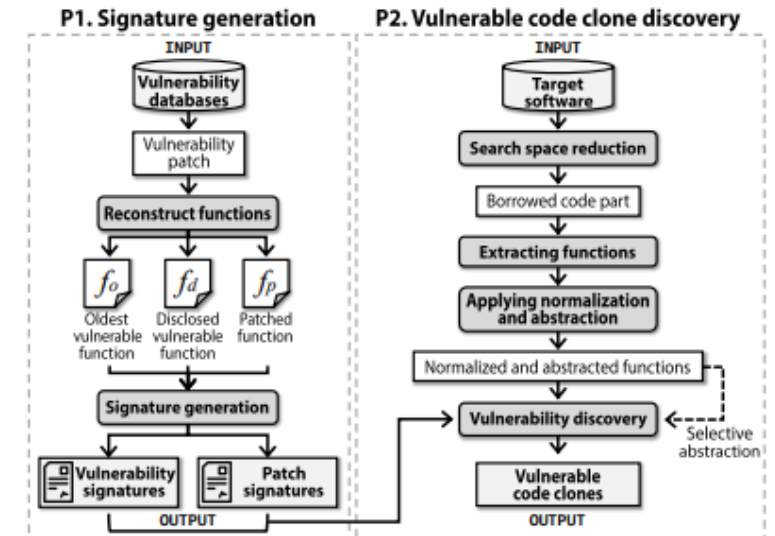 P1. Signature generation
INPUT
Vulnerability
databases
Vulnerability
patch
Reconstruct functions
fo
fd
fp
Oldest
vulnerable
function
Disclosed
vulnerable
function
Patched
function
Signature generation
Vulnerability
signatures
Patch
signatures
OUTPUT
P2. Vulnerable code clone discovery
INPUT
Target
software
Search space reduction
Borrowed code part
Extracting functions
Applying normalization
and abstraction
Normalized and abstracted functions
Vulnerability discovery
Selective
abstraction
Vulnerable
code clones
OUTPUT